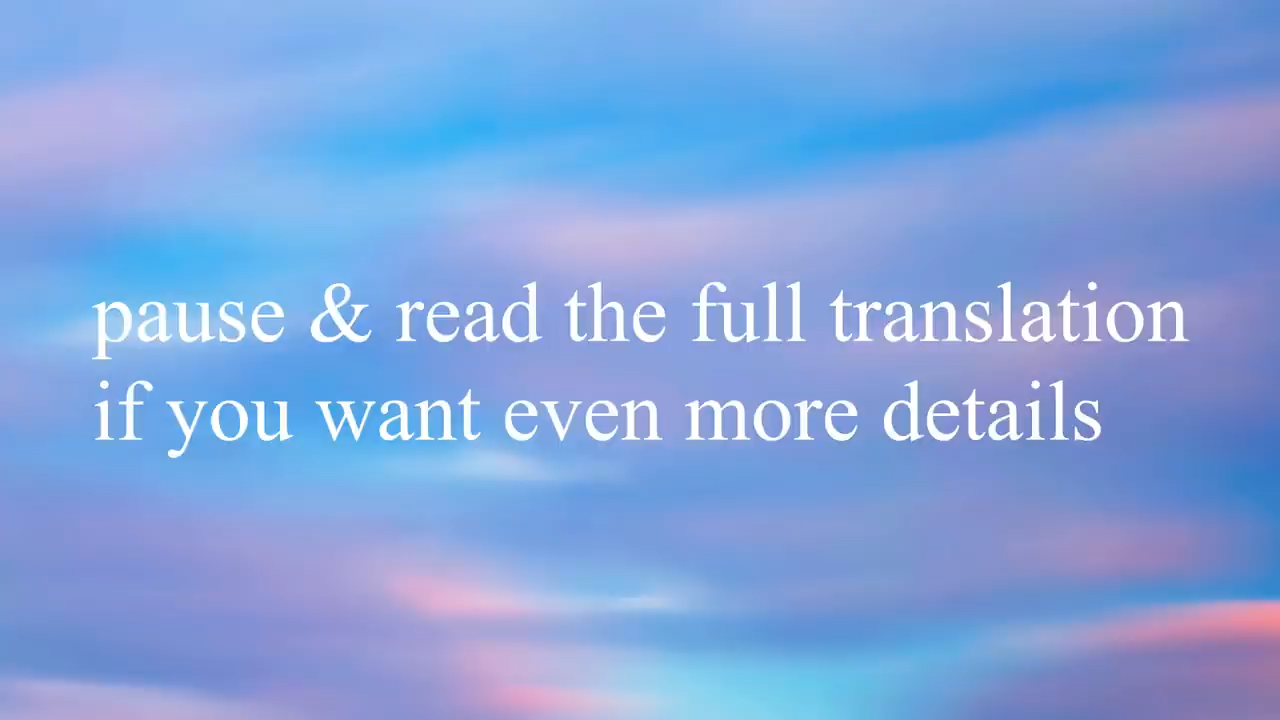 pause & read the full translation
if you want even more details